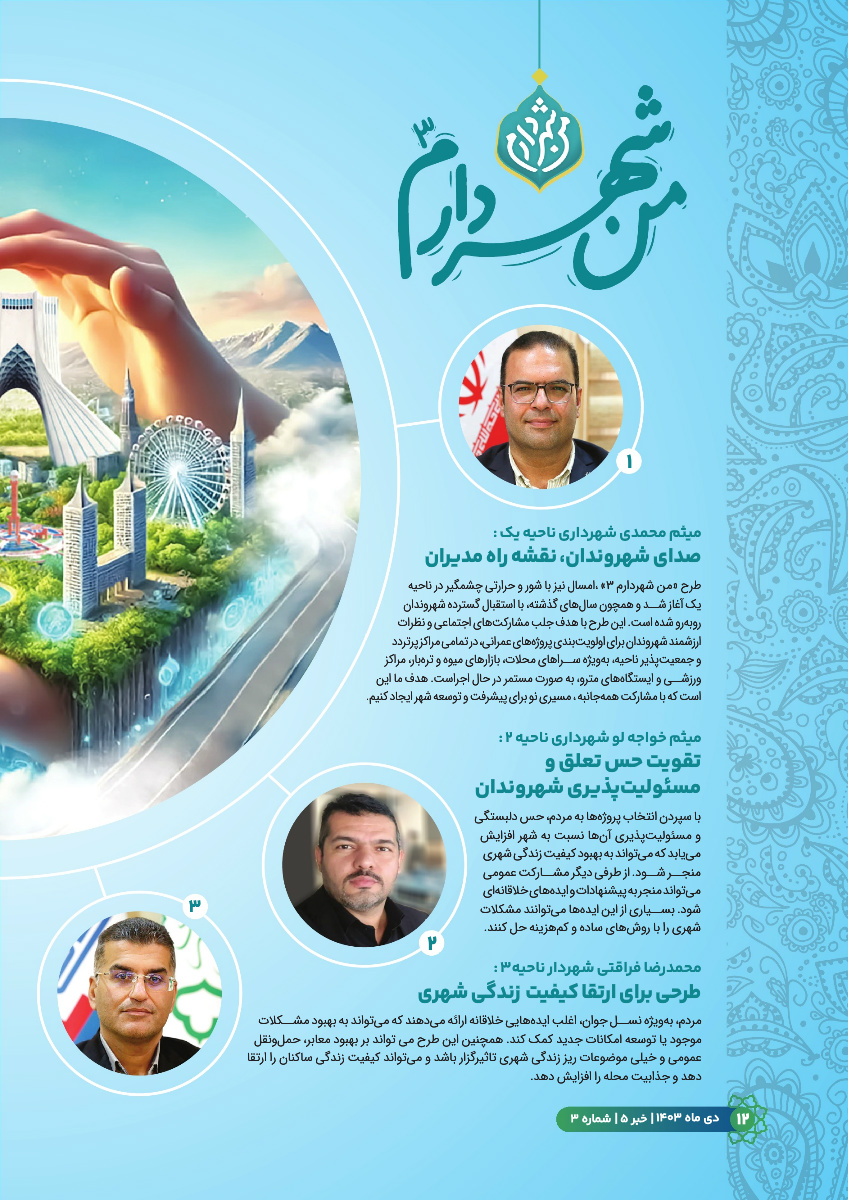 من شهردارم
من شهردارم ۳
۱
میثم محمدی شهرداری ناحیه یک :
صدای شهروندان، نقشه راه مدیران
طرح «من شهردارم ۳» ،امسال نیز با شور و حرارتی چشمگیر در ناحیه
یک آغاز شد و همچون سال‌های گذشته، با استقبال گسترده شهروندان
روبه‌رو شده است. این طرح با هدف جلب مشارکت‌های اجتماعی و نظرات
ارزشمند شهروندان برای اولویت‌بندی پروژه‌های عمرانی، در تمامی مراکز پرتردد
و جمعیت‌پذیر ناحیه، به‌ویژه سراهای محلات، بازارهای میوه و تره‌بار، مراکز
ورزشی و ایستگاه‌های مترو، به صورت مستمر در حال اجراست. هدف ما این
است که با مشارکت همه‌جانبه ، مسیری نو برای پیشرفت و توسعه شهر ایجاد کنیم.
میثم خواجه لو شهرداری ناحیه ۲ :
تقویت حس تعلق و
مسئولیت‌پذیری شهروندان
با سپردن انتخاب پروژه‌ها به مردم، حس دلبستگی
و مسئولیت‌پذیری آن‌ها نسبت به شهر افزایش
می‌یابد که می‌تواند به بهبود کیفیت زندگی شهری
منجر شود. از طرفی دیگر مشارکت عمومی
می‌تواند منجر به پیشنهادات و ایده‌های خلاقانه‌ای
شود. بسیاری از این ایده‌ها می‌توانند مشکلات
شهری را با روش‌های ساده و کم‌هزینه حل کنند.
۲
۳
محمدرضا فراقتی شهردار ناحیه۳ :
طرحی برای ارتقا کیفیت زندگی شهری
مردم، به‌ویژه نسل جوان، اغلب ایده‌هایی خلاقانه ارائه می‌دهند که می‌تواند به بهبود مشکلات
موجود یا توسعه امکانات جدید کمک کند. همچنین این طرح می تواند بر بهبود معابر، حمل‌ونقل
عمومی و خیلی موضوعات ریز زندگی شهری تاثیرگزار باشد و می‌تواند کیفیت زندگی ساکنان را ارتقا
دهد و جذابیت محله را افزایش دهد.
۱۲ دی ماه ۱۴۰۳ | خبر ۵ | شماره ۳